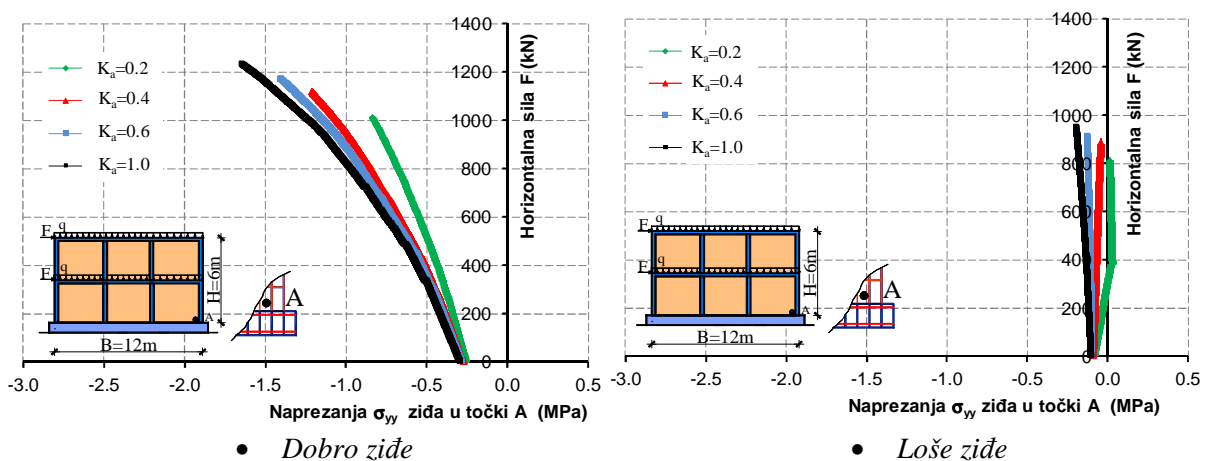 1400
1200
1000
800
600
400
200
0
Horizontalna sila F (kN)
Ka=0.2
Ka=0.4
Ka=0.6
Ka=1.0
F q
F q
H=6m
A
B=12m
A
-3.0 -2.5 -2.0 -1.5 -1.0 -0.5 0.0 0.5
Naprezanja σyy ziđa u točki A (MPa)
• Dobro ziđe
1400
1200
1000
800
600
400
200
0
Horizontalna sila F (kN)
Ka=0.2
Ka=0.4
Ka=0.6
Ka=1.0
F q
F q
H=6m
A
B=12m
A
-3.0 -2.5 -2.0 -1.5 -1.0 -0.5 0.0 0.5
Naprezanja σyy ziđa u točki A (MPa)
• Loše ziđe